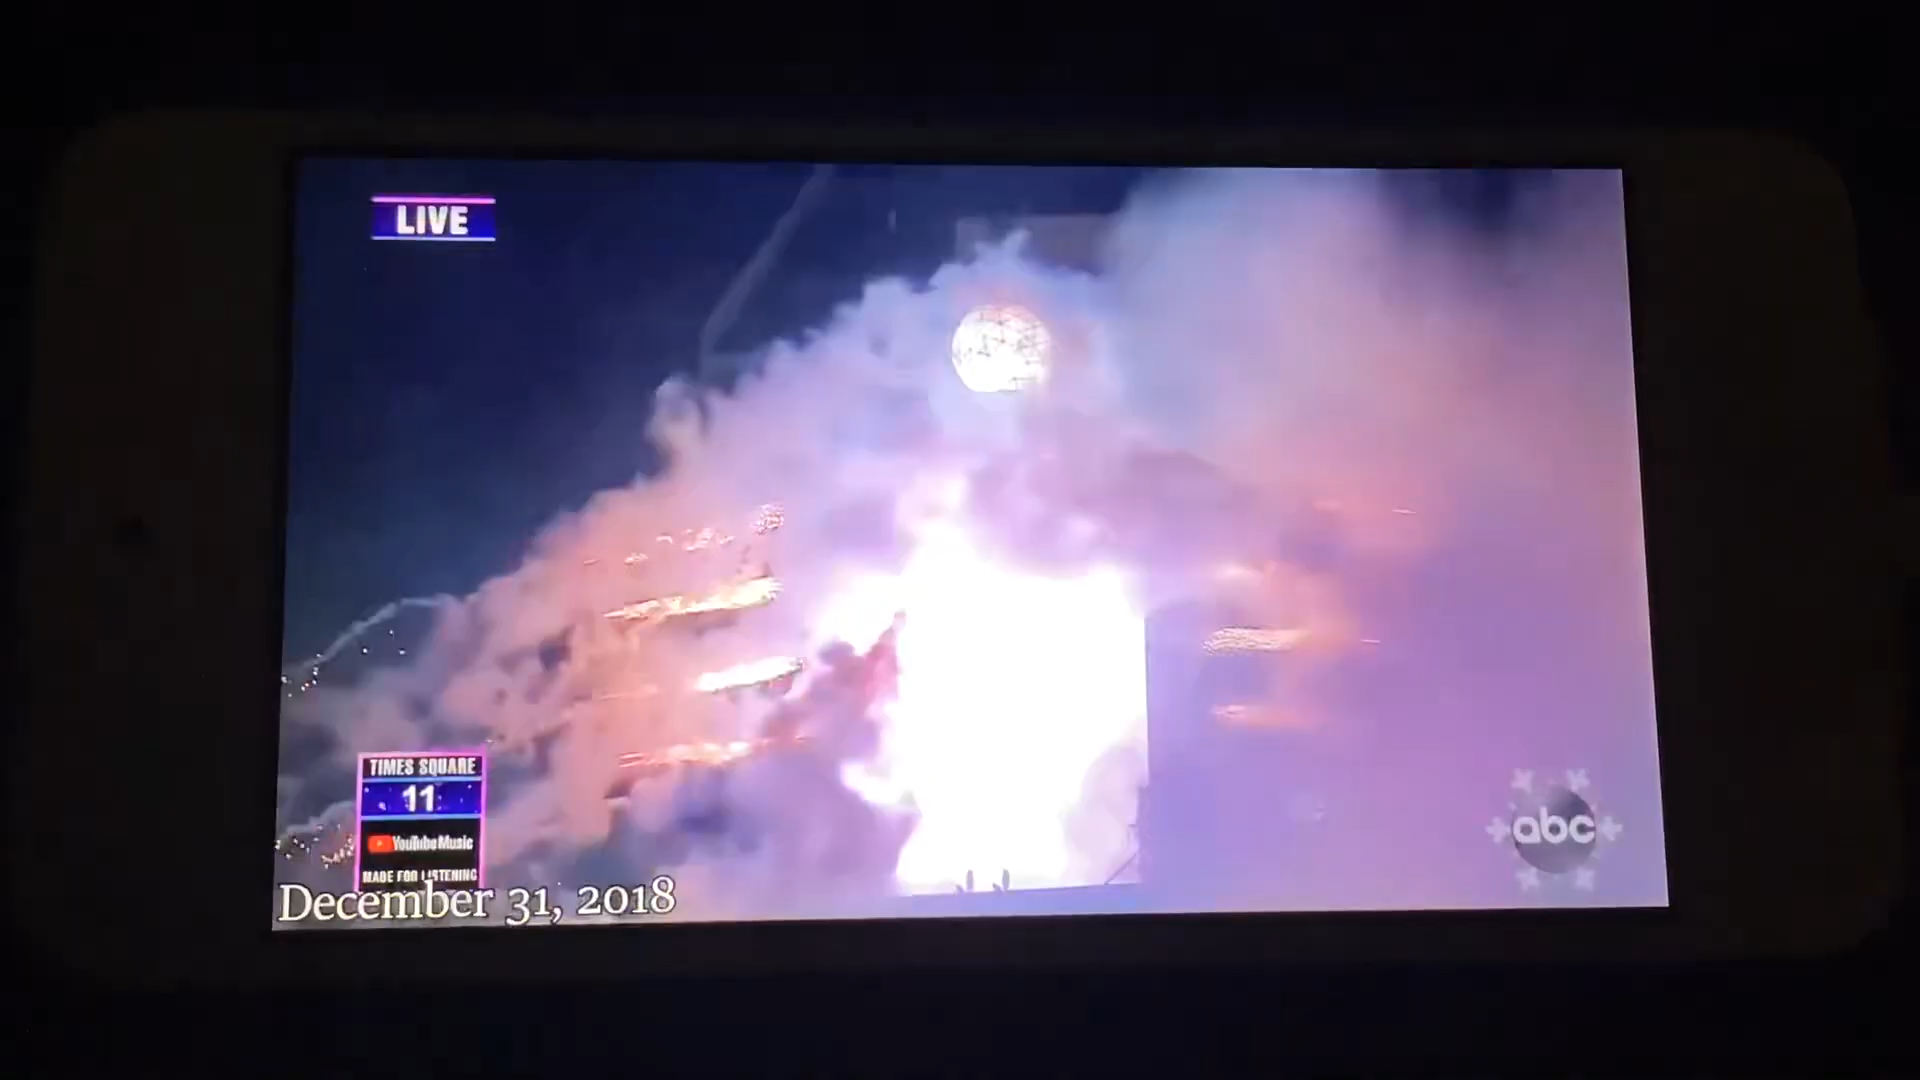 LIVE
TIMES SQUARE
11
YouTube Music
MADE FOR LISTENING
December 31, 2018
abc